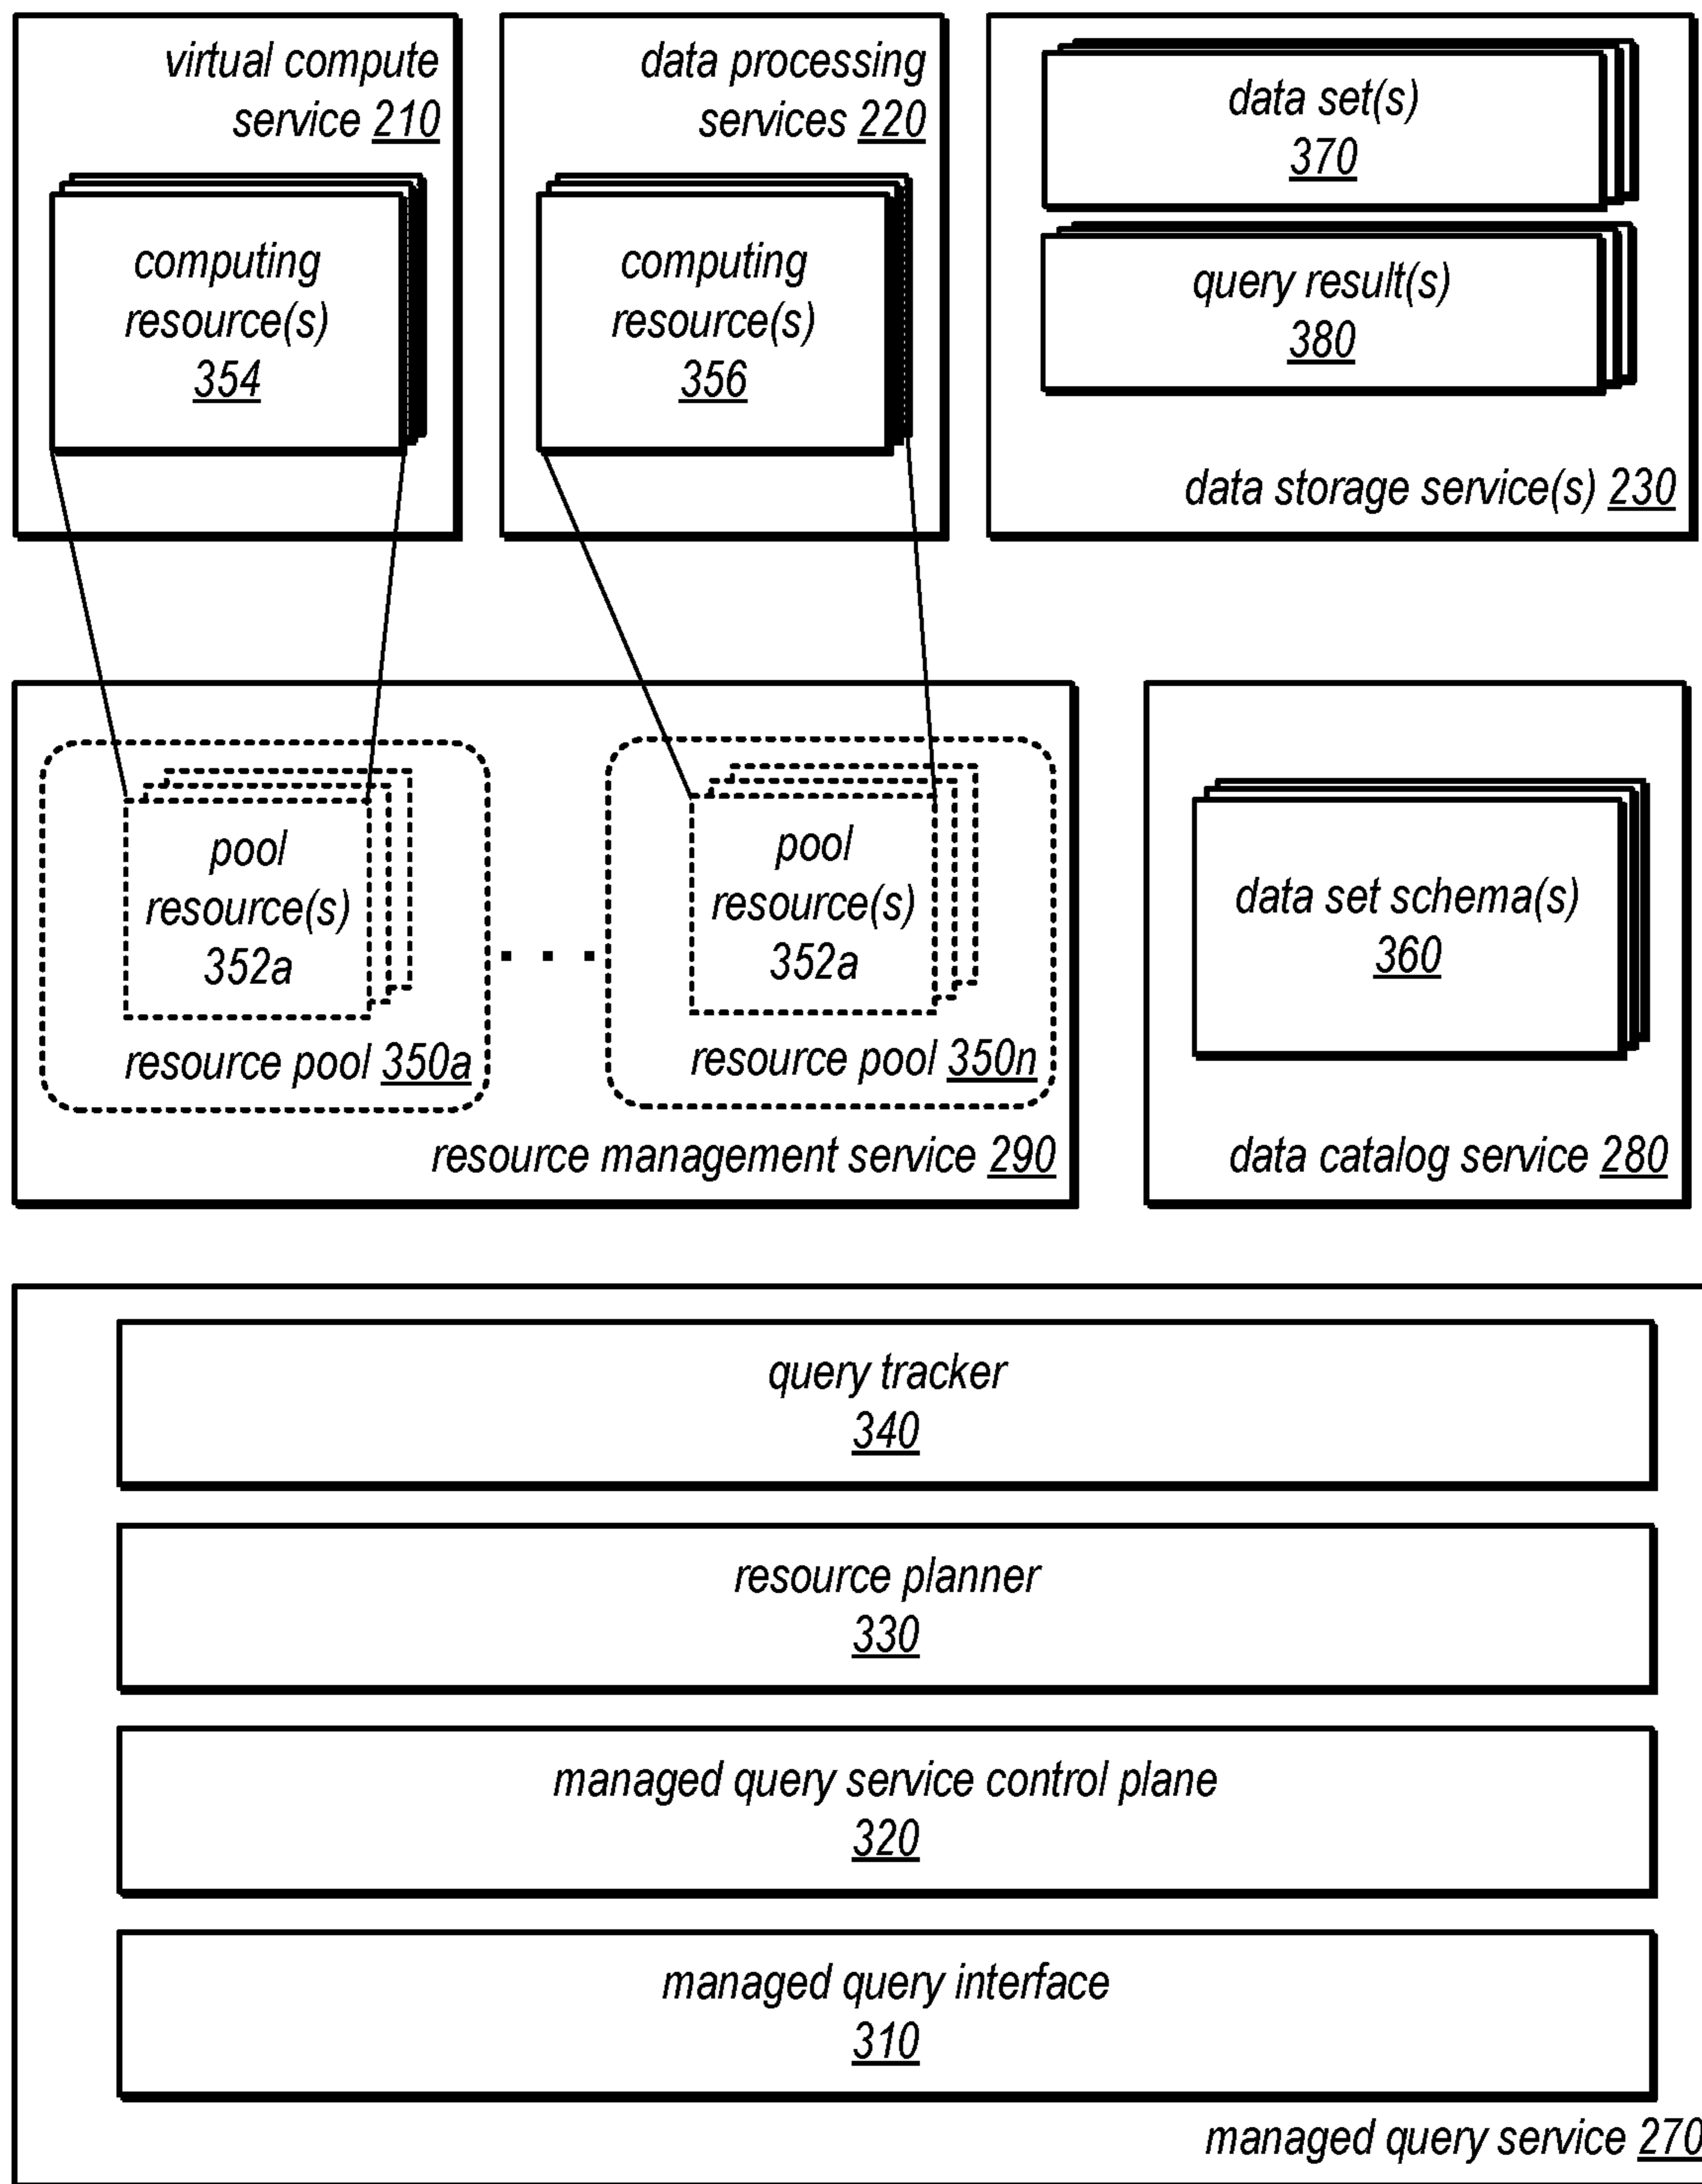 virtual compute
service 210
computing
resource(s)
354
data processing
services 220
computing
resource(s)
356
data set(s)
370
query result(s)
380
data storage service(s) 230
pool
resource(s)
352a
resource pool 350a
. . .
pool
resource(s)
352a
resource pool 350n
resource management service 290
data set schema(s)
360
data catalog service 280
query tracker
340
resource planner
330
managed query service control plane
320
managed query interface
310
managed query service 270